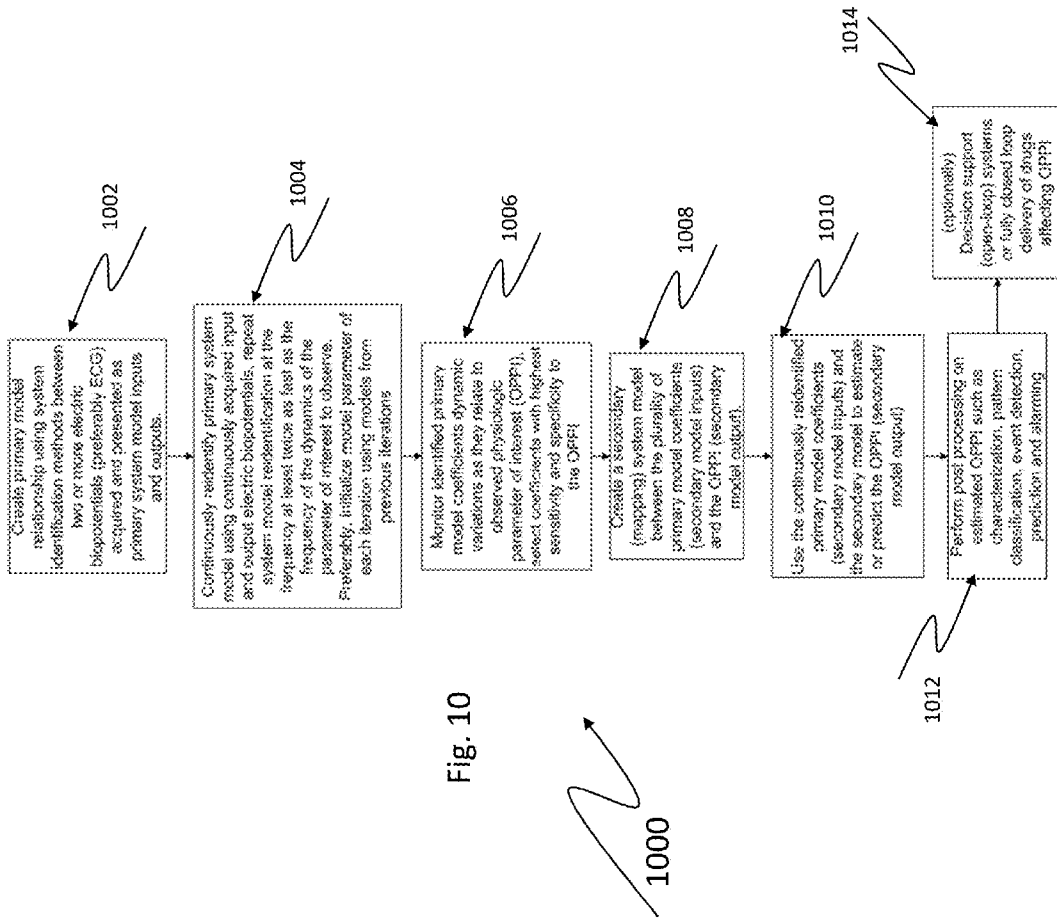 1002
Create primary model
relationship using system
identification methods between
two or more electric
biopotentials (preferably ECG)
acquired and presented as
primary system model inputs
and outputs.
1004
Continuously reidentify primary system
model using continuously acquired input
and output electric biopotentials, repeat
system model reidentification at the
frequency at least twice as fast as the
frequency of the dynamics of the
parameter of interest to observe.
Preferably, initialize model parameter of
each iteration using models from
previous iterations
1006
Monitor identified primary
model coefficients dynamic
variations as they relate to
observed physiologic
parameter of interest (OPPI),
select coefficients with highest
sensitivity and specificity to
the OPPI
1008
Create a secondary
(mapping) system model
between the plurality of
primary model coefficients
(secondary model inputs)
and the OPPI (secondary
model output).
1010
Use the continuously reidentified
primary model coefficients
(secondary model inputs) and
the secondary model to estimate
or predict the OPPI (secondary
model output)
1012
Perform post processing on
estimated OPPI such as
characterization, pattern
classification, event detection,
prediction and alarming
1014
(optionally)
Decision support
(open-loop) systems
or fully closed loop
delivery of drugs
affecting OPPI
Fig. 10
1000